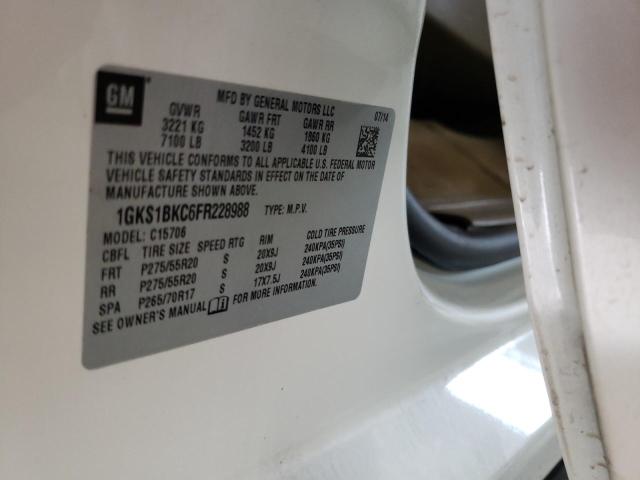 GM
MFD BY GENERAL MOTORS LLC
07/14
GVWR GAWR FRT GAWR RR
3221 KG 1452 KG 1860 KG
7100 LB 3200 LB 4100 LB
THIS VEHICLE CONFORMS TO ALL APPLICABLE U.S. FEDERAL MOTOR
VEHICLE SAFETY STANDARDS IN EFFECT ON THE DATE OF
MANUFACTURE SHOWN ABOVE.
1GKS1BKC6FR228988 TYPE: M.P.V.
MODEL: C15706
CBFL TIRE SIZE SPEED RTG RIM COLD TIRE PRESSURE
FRT P275/55R20 S 20X9J 240KPA(35PSI)
RR P275/55R20 S 20X9J 240KPA(35PSI)
SPA P265/70R17 S 17X7.5J 240KPA(35PSI)
SEE OWNER'S MANUAL FOR MORE INFORMATION.